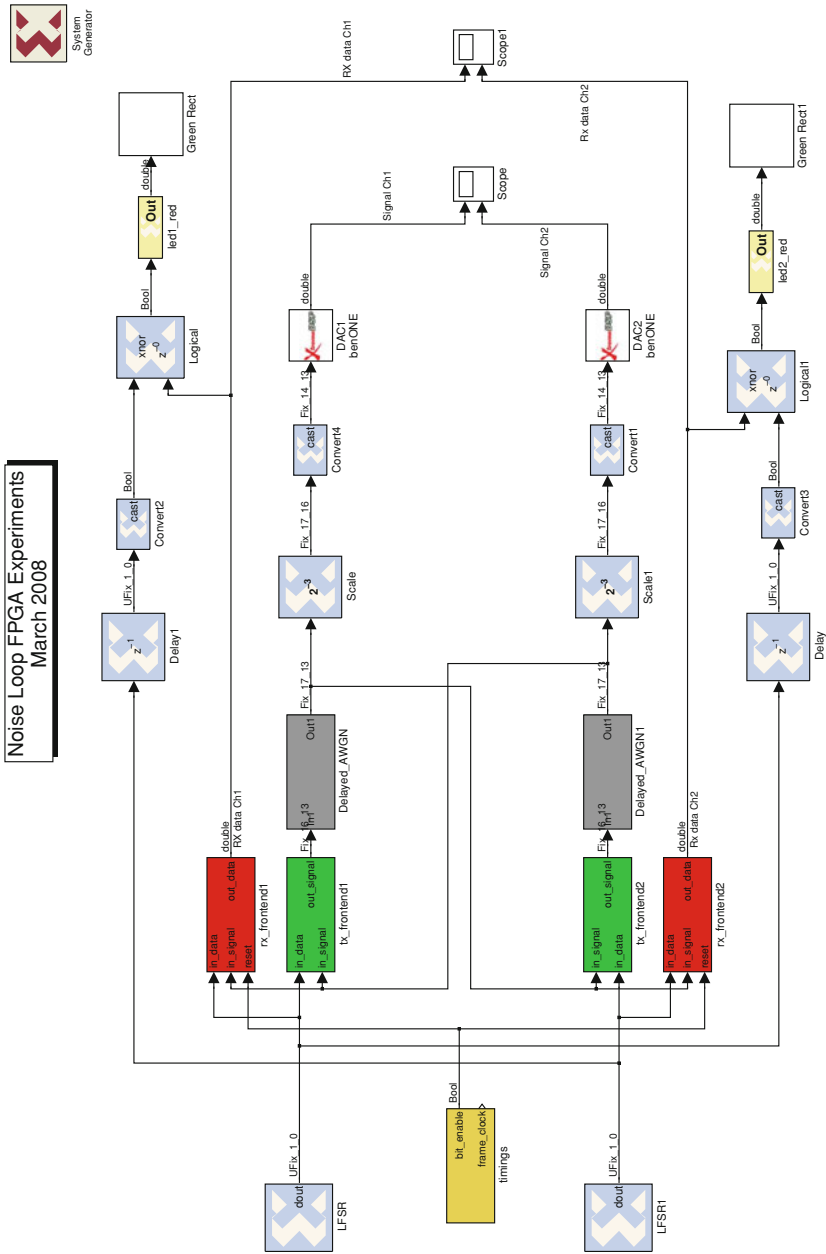 Noise Loop FPGA Experiments
March 2008
System
Generator
LFSR
dout
UFix_1_0
timings
bit_enable
frame_clock
Bool
LFSR1
dout
UFix_1_0
rx_frontend1
in_data
in_signal
reset
out_data
double
RX data Ch1
tx_frontend1
in_data
in_signal
out_signal
Fix_16_13
tx_frontend2
in_signal
in_data
out_signal
Fix_16_13
rx_frontend2
in_data
in_signal
reset
out_data
double
Rx data Ch2
Delayed_AWGN
In1
Out1
Fix_17_13
Delayed_AWGN1
In1
Out1
Fix_17_13
Delay1
z⁻¹
UFix_1_0
Convert2
cast
Bool
Logical
xnor
z⁻⁰
Bool
led1_red
Out
double
Green Rect
Scale
2⁻³
Fix_17_16
Convert4
cast
Fix_14_13
DAC1
benONE
double
Signal Ch1
Scale1
2⁻³
Fix_17_16
Convert1
cast
Fix_14_13
DAC2
benONE
double
Signal Ch2
Scope
RX data Ch1
Rx data Ch2
Scope1
Delay
z⁻¹
UFix_1_0
Convert3
cast
Bool
Logical1
xnor
z⁻⁰
Bool
led2_red
Out
double
Green Rect1